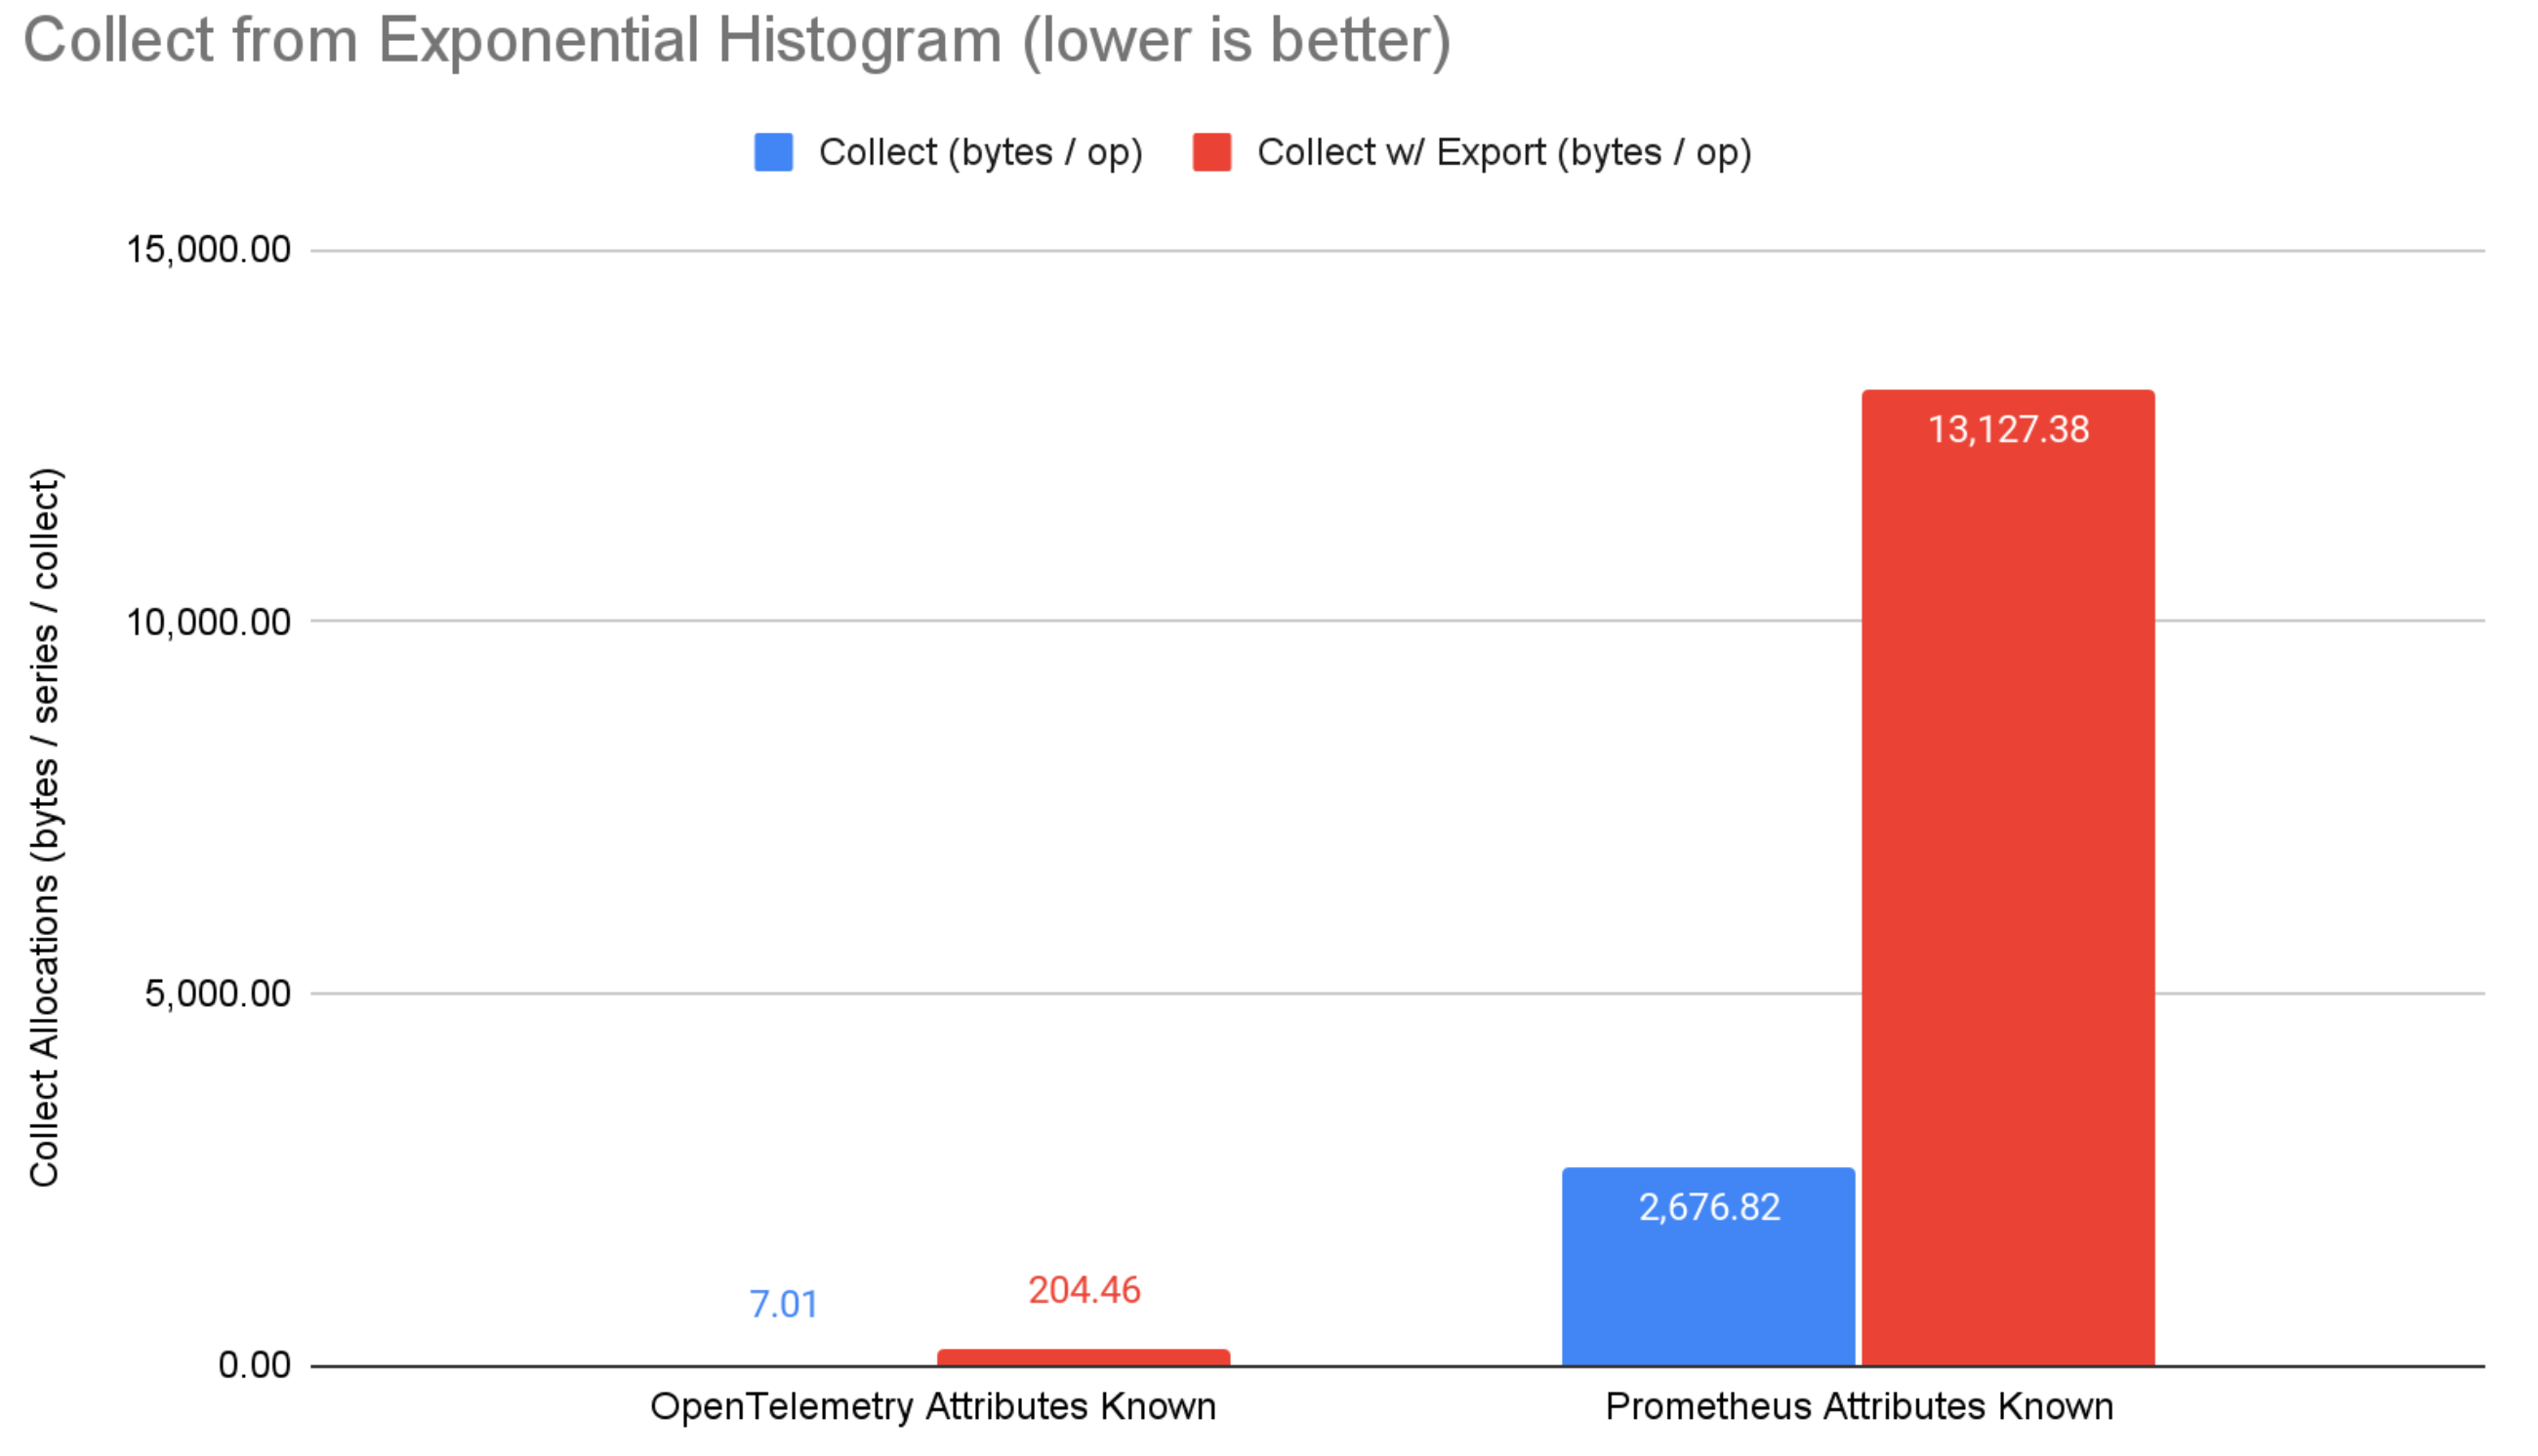 Collect from Exponential Histogram (lower is better)
Collect (bytes / op)
Collect w/ Export (bytes / op)
Collect Allocations (bytes / series / collect)
15,000.00
10,000.00
5,000.00
0.00
7.01
204.46
2,676.82
13,127.38
OpenTelemetry Attributes Known
Prometheus Attributes Known